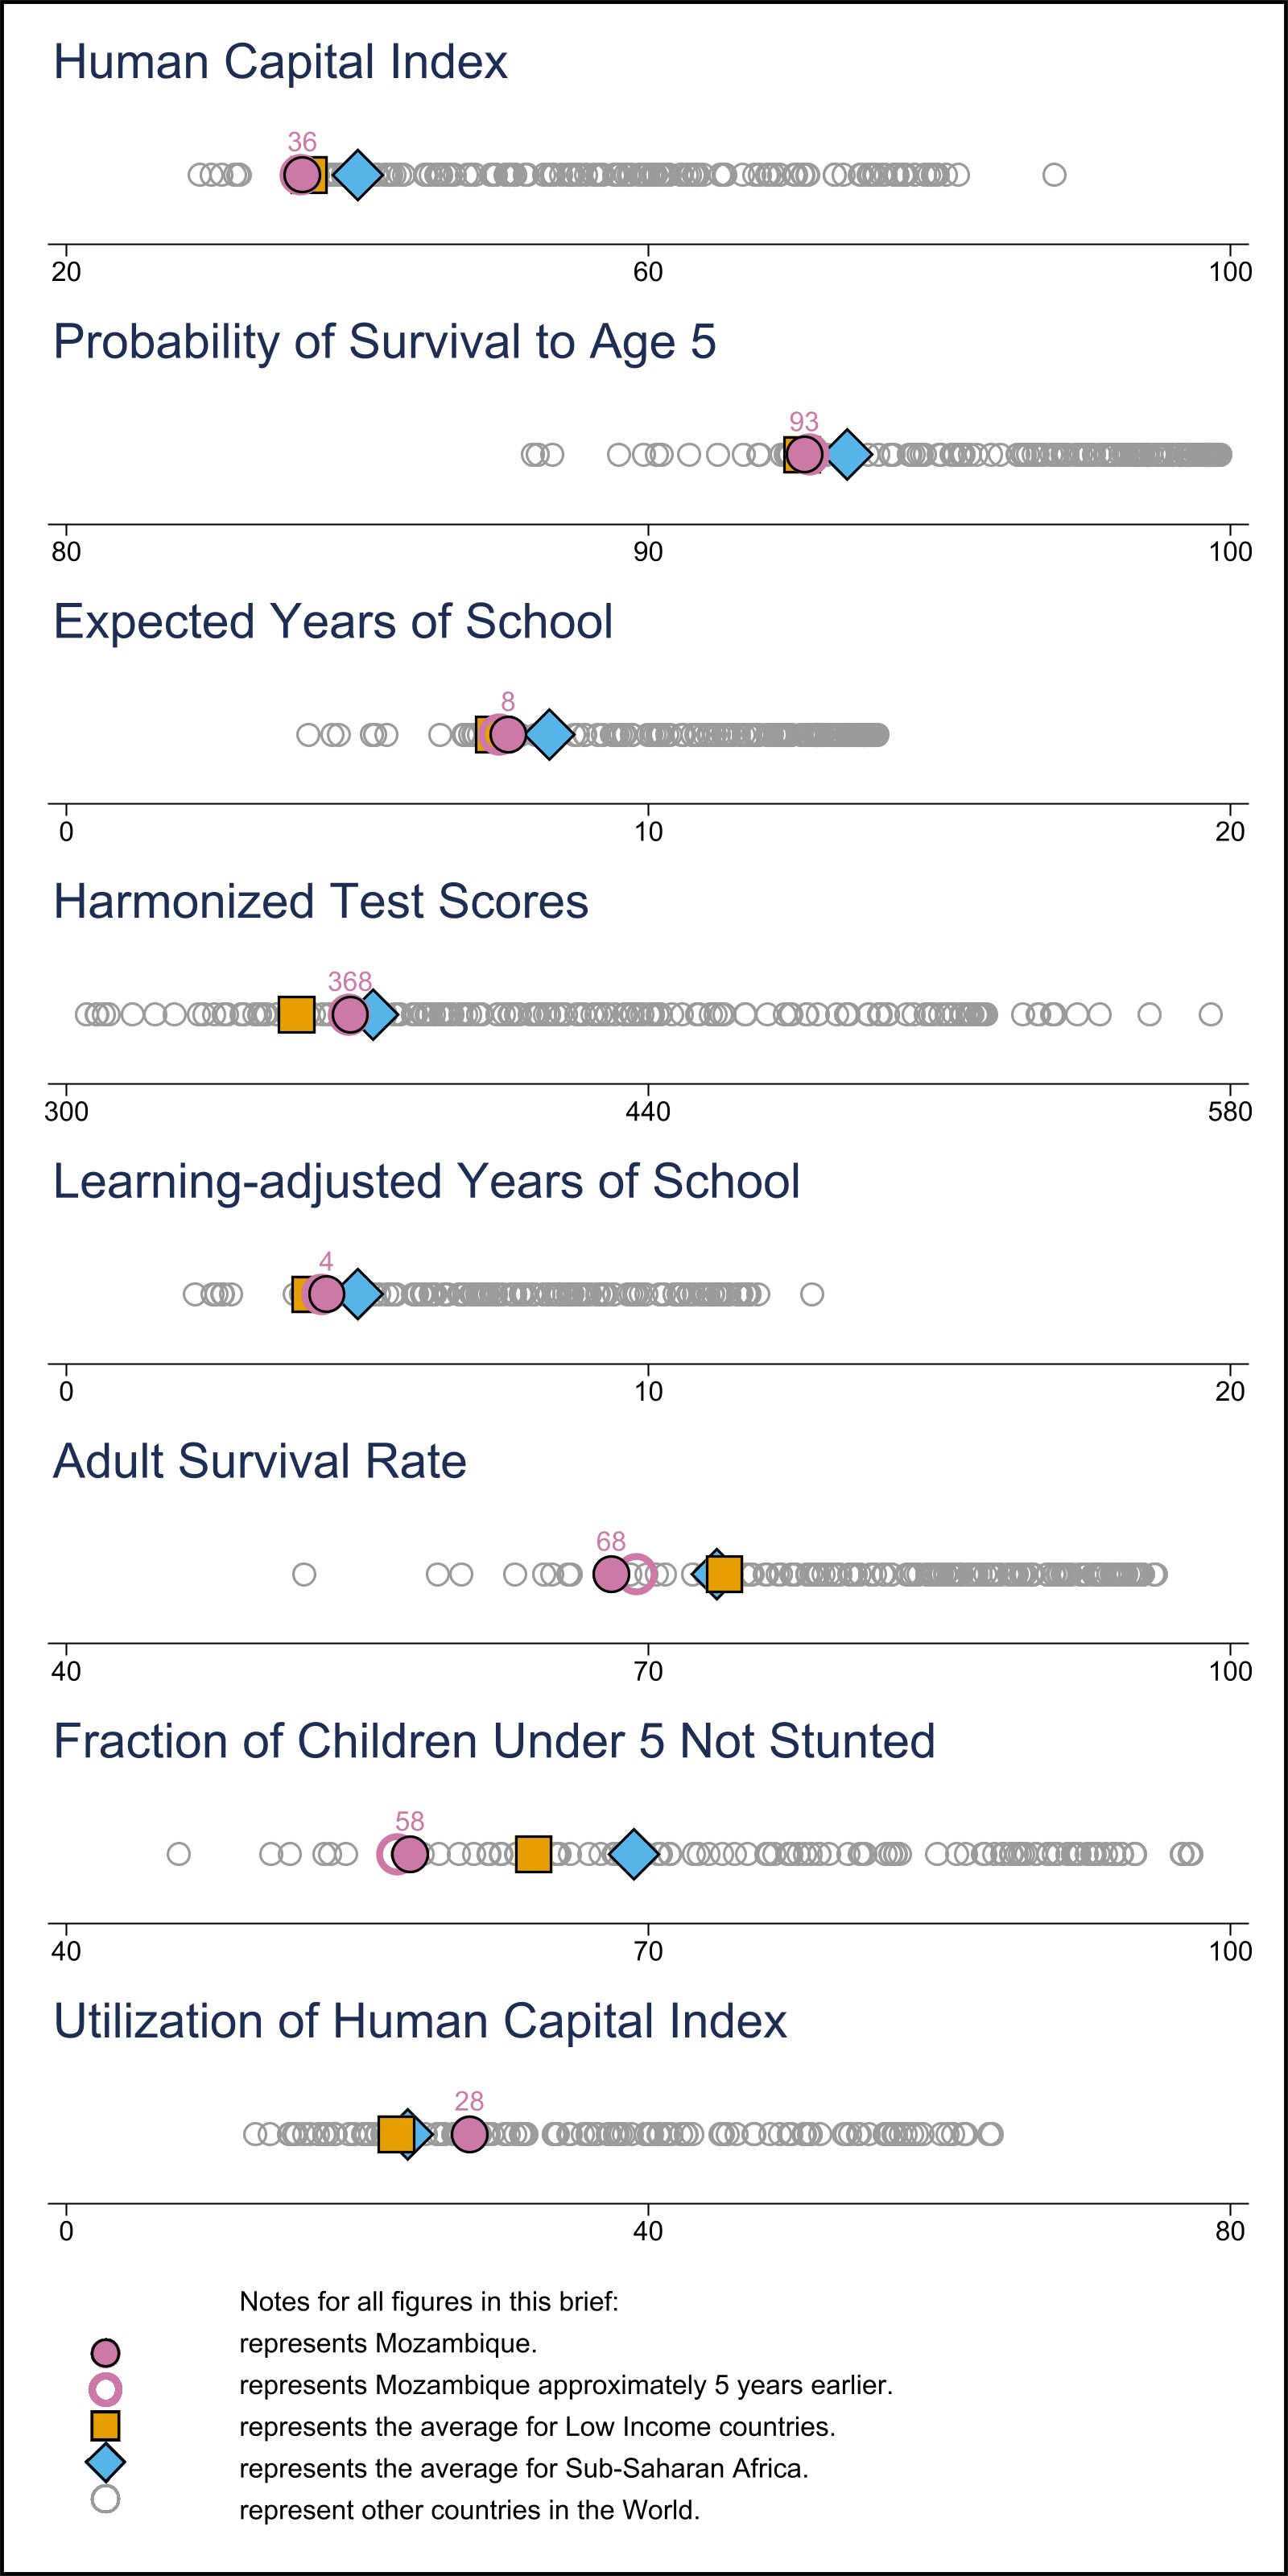 Human Capital Index
36
20 60 100
Probability of Survival to Age 5
93
80 90 100
Expected Years of School
8
0 10 20
Harmonized Test Scores
368
300 440 580
Learning-adjusted Years of School
4
0 10 20
Adult Survival Rate
68
40 70 100
Fraction of Children Under 5 Not Stunted
58
40 70 100
Utilization of Human Capital Index
28
0 40 80
Notes for all figures in this brief:
represents Mozambique.
represents Mozambique approximately 5 years earlier.
represents the average for Low Income countries.
represents the average for Sub-Saharan Africa.
represent other countries in the World.